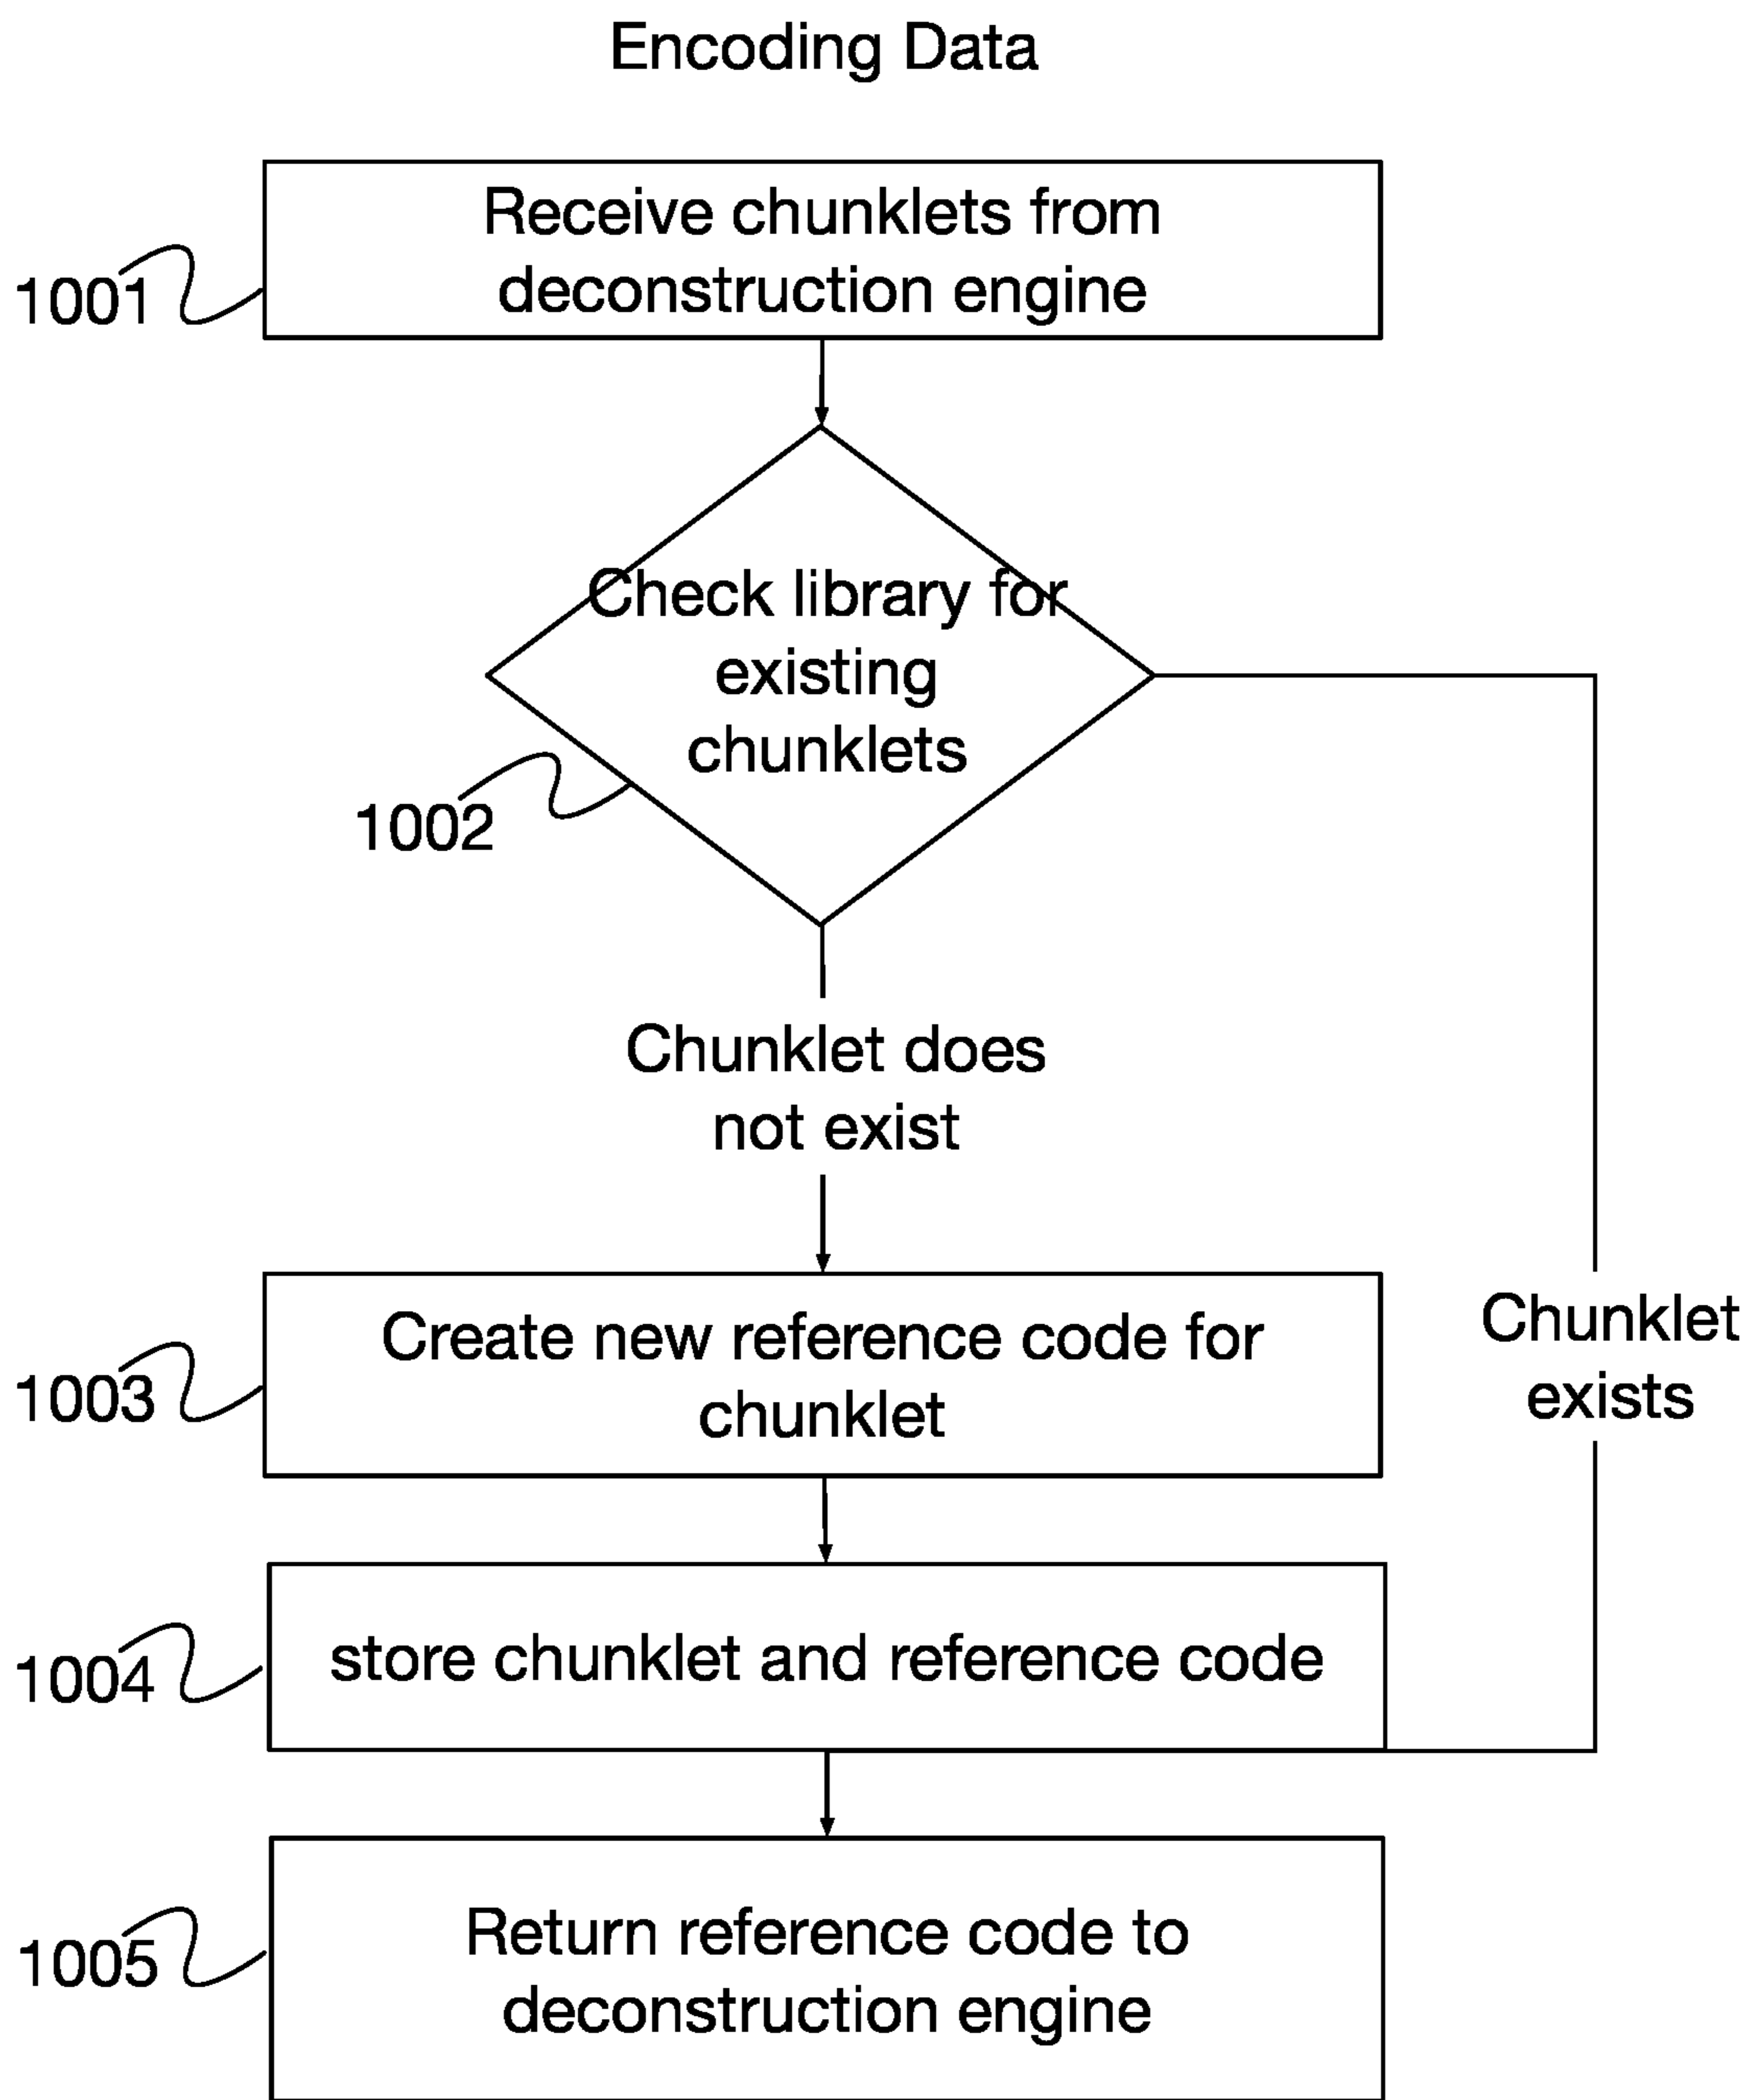 Encoding Data
Receive chunklets from
deconstruction engine
1001
Check library for
existing
chunklets
1002
Chunklet does
not exist
Create new reference code for
chunklet
1003
Chunklet
exists
store chunklet and reference code
1004
Return reference code to
deconstruction engine
1005